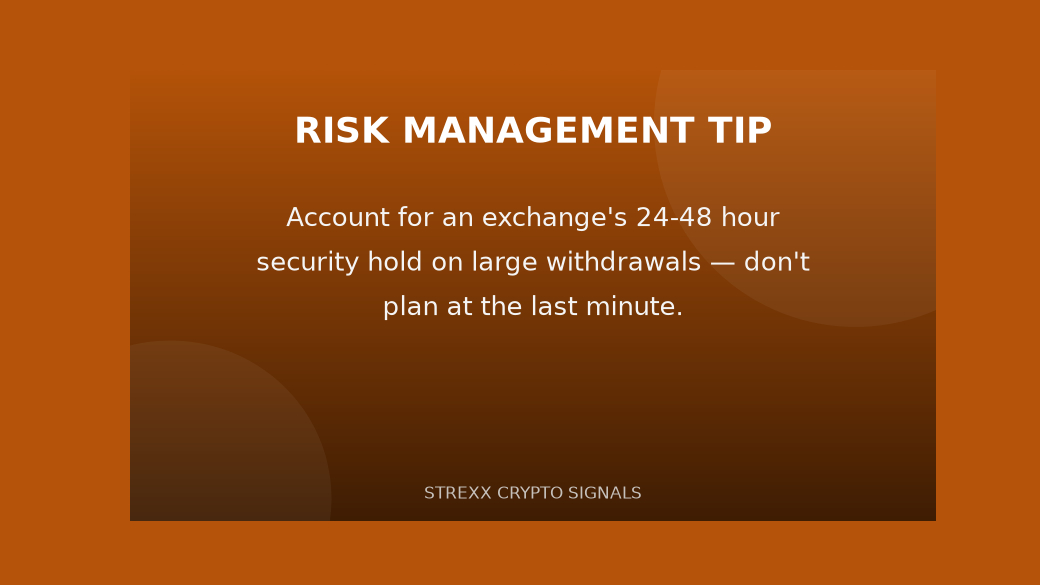 RISK MANAGEMENT TIP
Account for an exchange's 24-48 hour
security hold on large withdrawals — don't
plan at the last minute.
STREXX CRYPTO SIGNALS